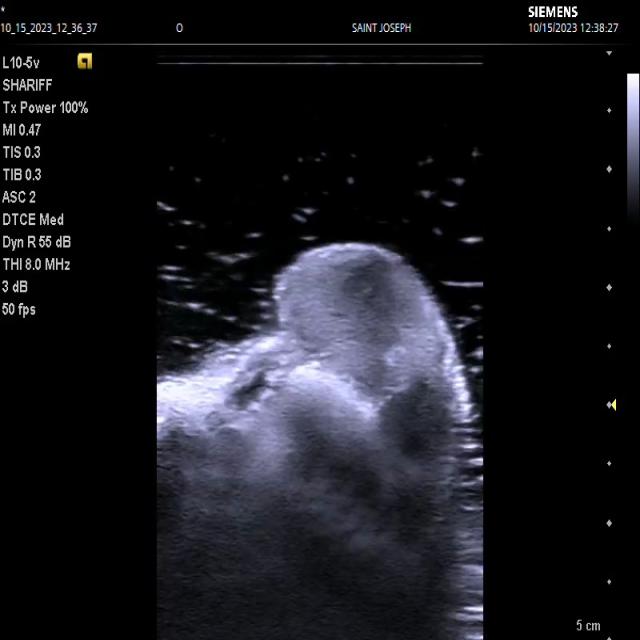 *
SIEMENS
10_15_2023_12_36_37 O SAINT JOSEPH 10/15/2023 12:38:27
L10-5v
SHARIFF
Tx Power 100%
MI 0.47
TIS 0.3
TIB 0.3
ASC 2
DTCE Med
Dyn R 55 dB
THI 8.0 MHz
3 dB
50 fps
5 cm